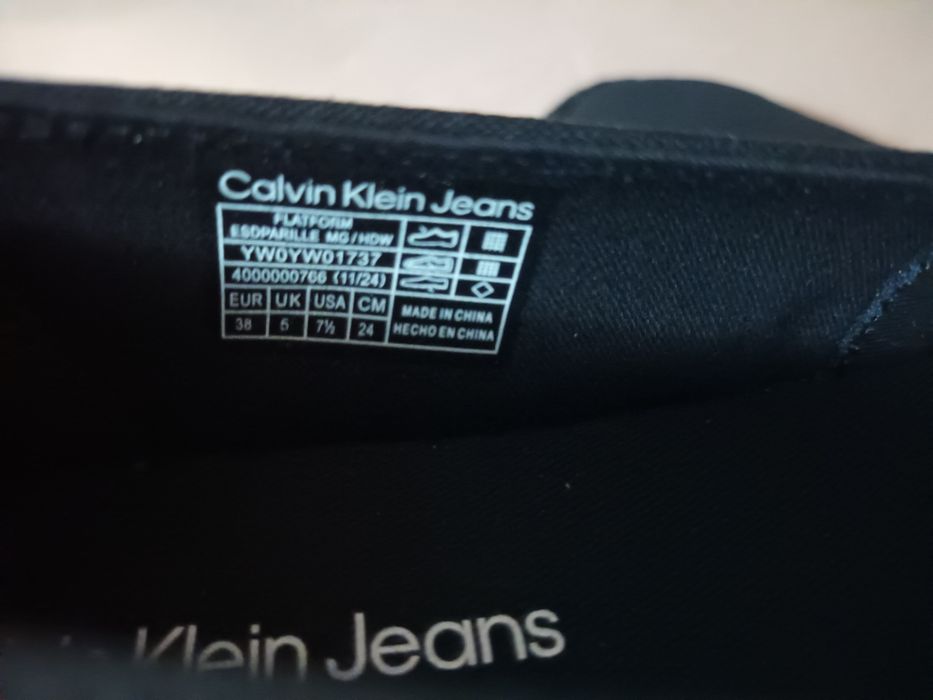 Calvin Klein Jeans
FLATFORM
ESDPARILLE MG/HDW
YW0YW01737
4000000766 (11/24)
EUR UK USA CM
38 5 7½ 24
MADE IN CHINA
HECHO EN CHINA
Klein Jeans